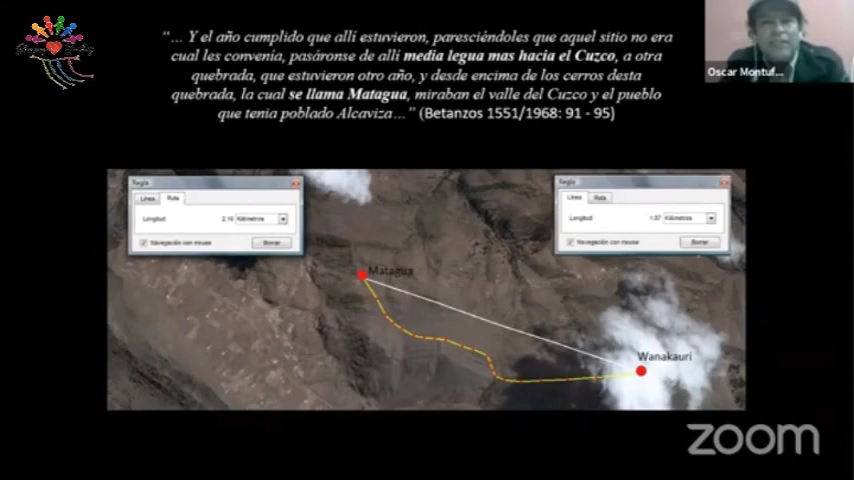 “… Y el año cumplido que allí estuvieron, paresciéndoles que aquel sitio no era
cual les convenía, pasáronse de allí media legua mas hacia el Cuzco, a otra
quebrada, que estuvieron otro año, y desde encima de los cerros desta
quebrada, la cual se llama Matagua, miraban el valle del Cuzco y el pueblo
que tenia poblado Alcaviza…” (Betanzos 1551/1968: 91 - 95)
Oscar Montuf...
Regla
Línea Ruta
Longitud 2.10 Kilómetros
Navegación con mouse Borrar
Regla
Línea Ruta
Longitud 1.87 Kilómetros
Navegación con mouse Borrar
Matagua
Wanakauri
zoom